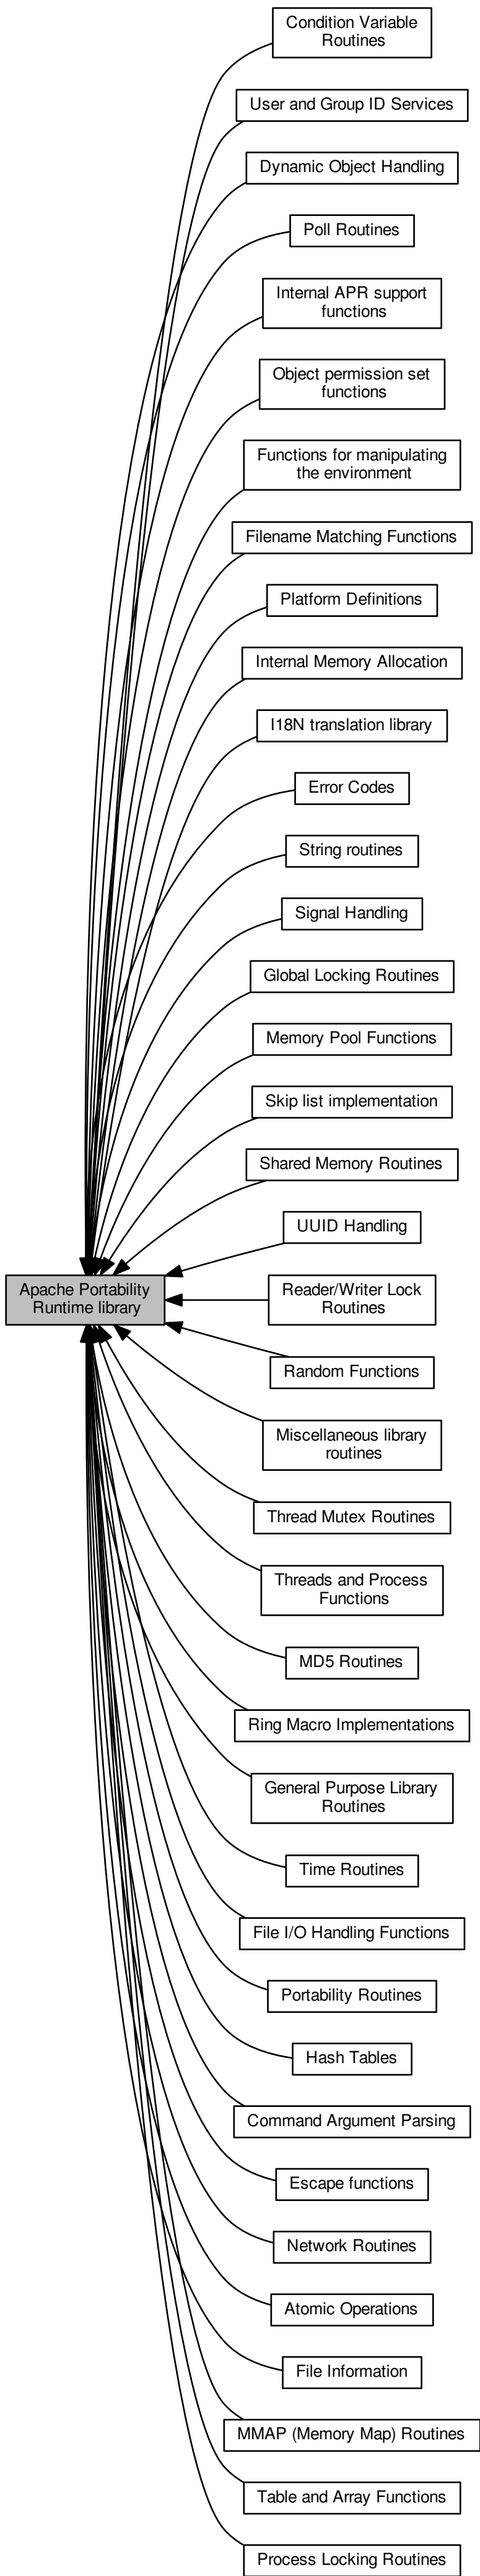 Condition Variable
Routines
User and Group ID Services
Dynamic Object Handling
Poll Routines
Internal APR support
functions
Object permission set
functions
Functions for manipulating
the environment
Filename Matching Functions
Platform Definitions
Internal Memory Allocation
I18N translation library
Error Codes
String routines
Signal Handling
Global Locking Routines
Memory Pool Functions
Skip list implementation
Shared Memory Routines
UUID Handling
Apache Portability
Runtime library
Reader/Writer Lock
Routines
Random Functions
Miscellaneous library
routines
Thread Mutex Routines
Threads and Process
Functions
MD5 Routines
Ring Macro Implementations
General Purpose Library
Routines
Time Routines
File I/O Handling Functions
Portability Routines
Hash Tables
Command Argument Parsing
Escape functions
Network Routines
Atomic Operations
File Information
MMAP (Memory Map) Routines
Table and Array Functions
Process Locking Routines